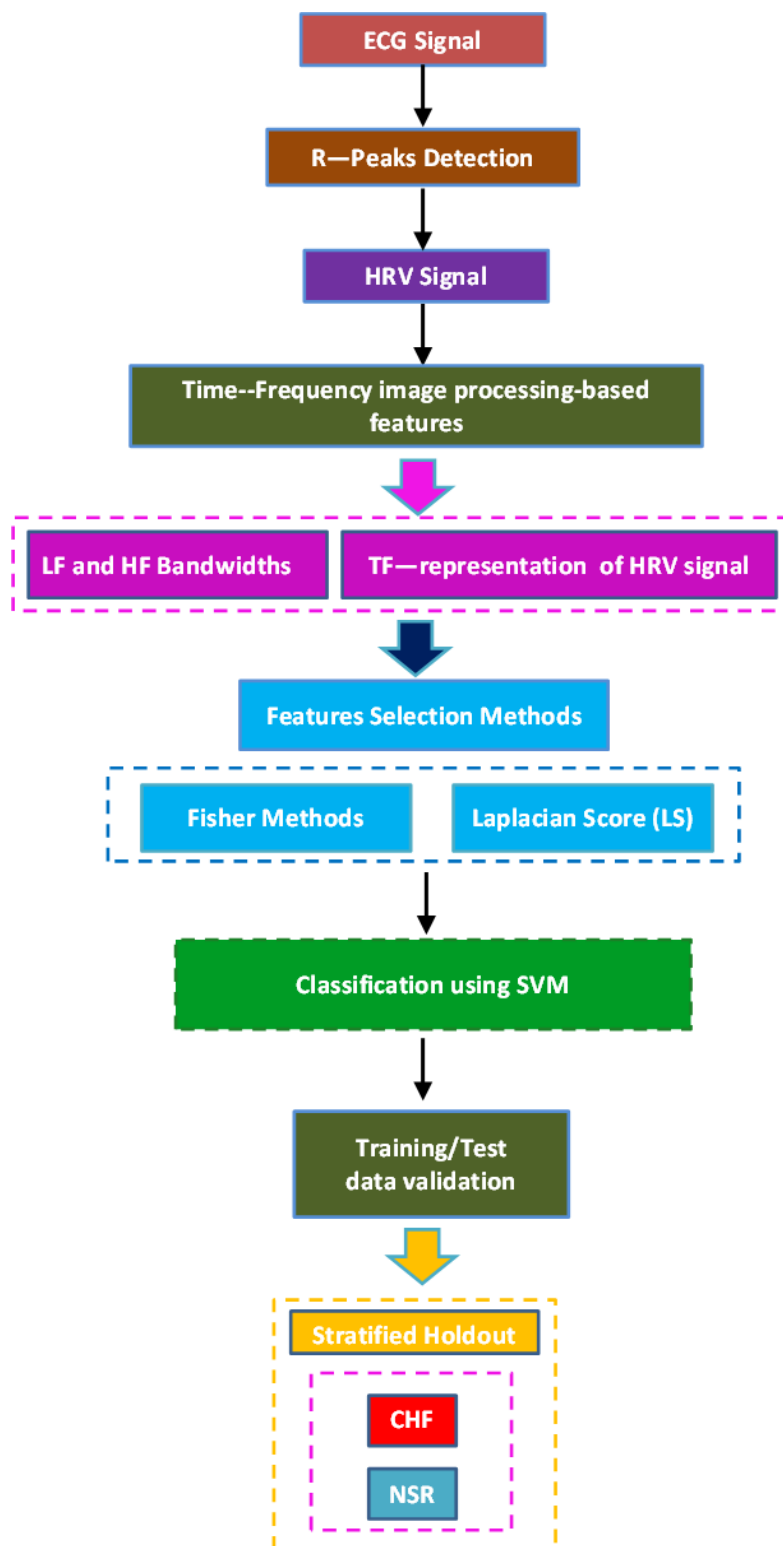 ECG Signal
R—Peaks Detection
HRV Signal
Time--Frequency image processing-based
features
LF and HF Bandwidths
TF—representation of HRV signal
Features Selection Methods
Fisher Methods
Laplacian Score (LS)
Classification using SVM
Training/Test
data validation
Stratified Holdout
CHF
NSR